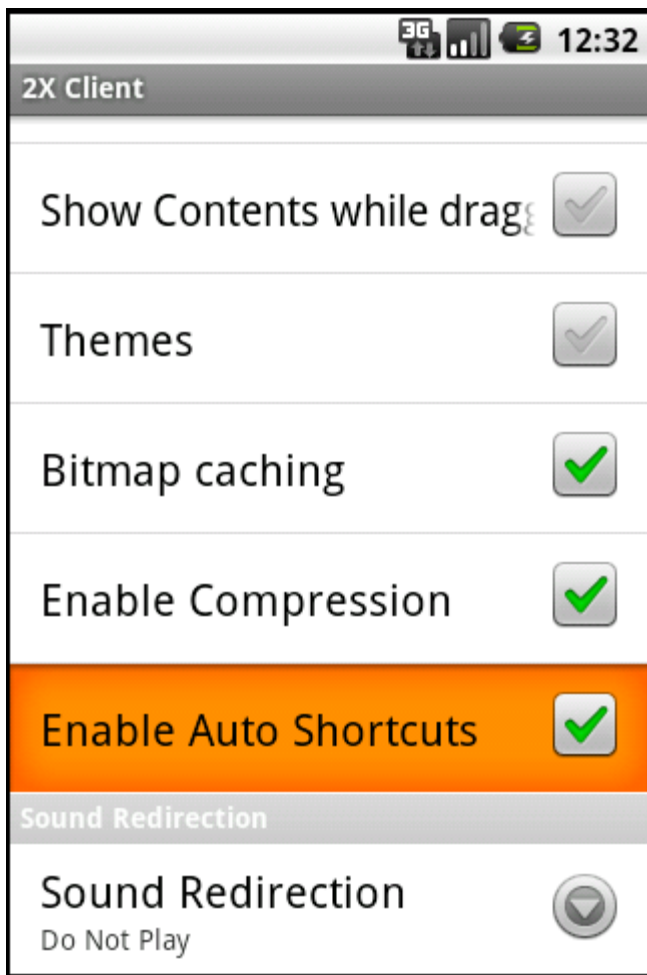 3G 12:32
2X Client
Show Contents while drag
Themes
Bitmap caching
Enable Compression
Enable Auto Shortcuts
Sound Redirection
Sound Redirection
Do Not Play